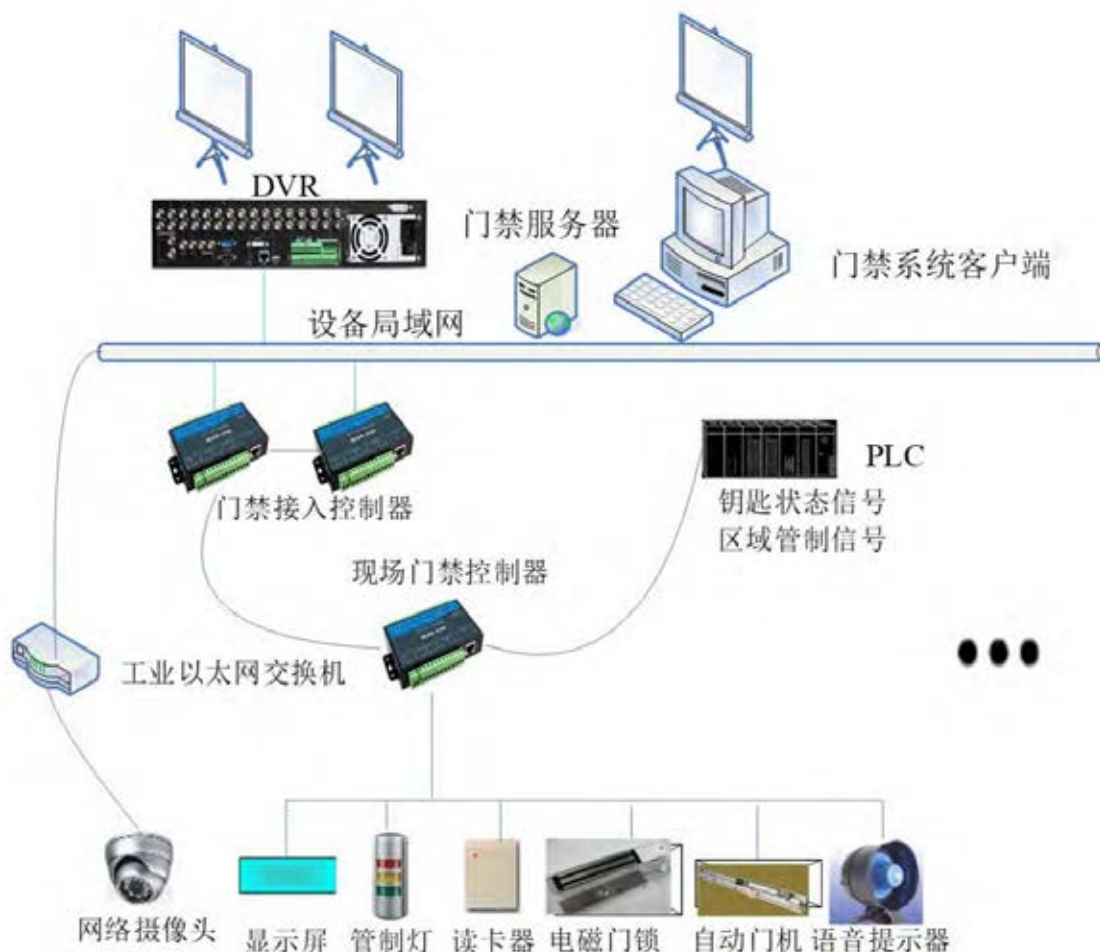 DVR
门禁服务器
门禁系统客户端
设备局域网
门禁接入控制器
PLC
钥匙状态信号
区域管制信号
现场门禁控制器
工业以太网交换机
网络摄像头
显示屏
管制灯
读卡器
电磁门锁
自动门机
语音提示器